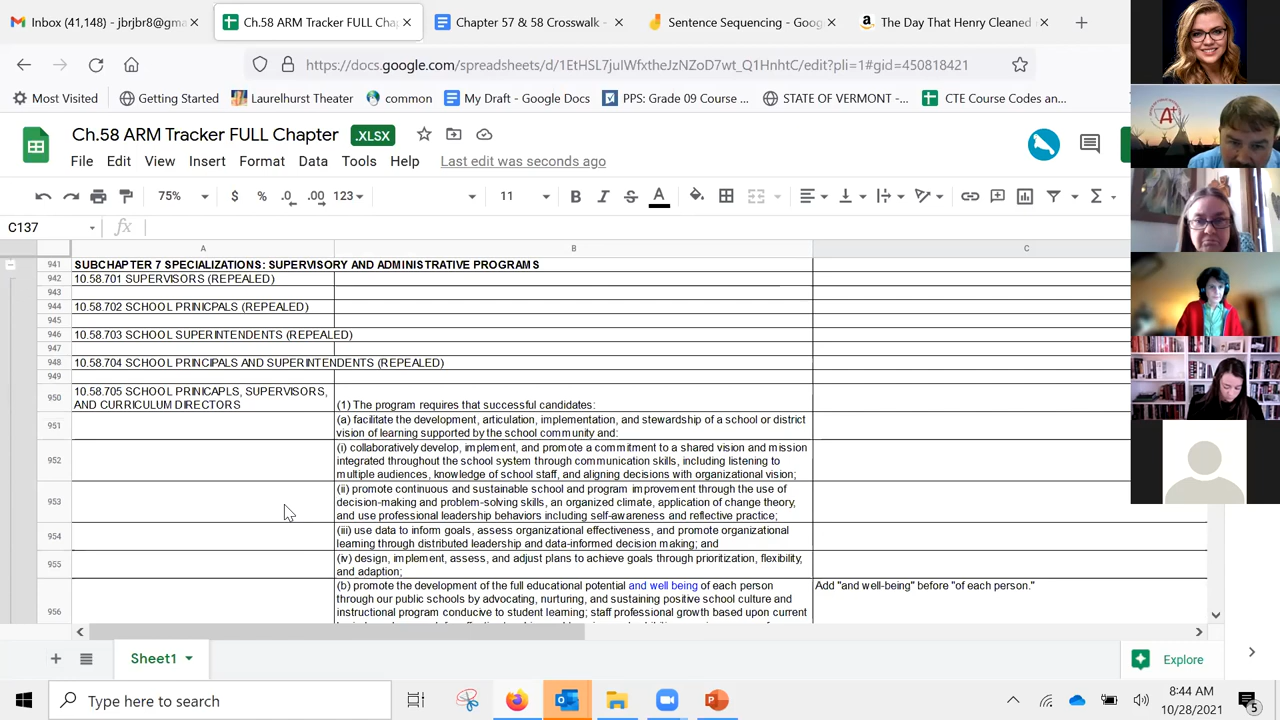 Inbox (41,148) - jbrjbr8@gma
Ch.58 ARM Tracker FULL Chap
Chapter 57 & 58 Crosswalk -
Sentence Sequencing - Goog
The Day That Henry Cleaned
https://docs.google.com/spreadsheets/d/1EtHSL7julWfxtheJzNZoD7wt_Q1HnhtC/edit?pli=1#gid=450818421
Most Visited
Getting Started
Laurelhurst Theater
common
My Draft - Google Docs
PPS: Grade 09 Course ...
STATE OF VERMONT -...
CTE Course Codes an...
Ch.58 ARM Tracker FULL Chapter
.XLSX
File Edit View Insert Format Data Tools Help Last edit was seconds ago
75% $ % .0 .00 123 11 B I S A
C137 fx
A B C
941 SUBCHAPTER 7 SPECIALIZATIONS: SUPERVISORY AND ADMINISTRATIVE PROGRAMS
942 10.58.701 SUPERVISORS (REPEALED)
943
944 10.58.702 SCHOOL PRINICPALS (REPEALED)
945
946 10.58.703 SCHOOL SUPERINTENDENTS (REPEALED)
947
948 10.58.704 SCHOOL PRINCIPALS AND SUPERINTENDENTS (REPEALED)
949
950 10.58.705 SCHOOL PRINICAPLS, SUPERVISORS,
AND CURRICULUM DIRECTORS
(1) The program requires that successful candidates:
951 (a) facilitate the development, articulation, implementation, and stewardship of a school or district
vision of learning supported by the school community and:
952 (i) collaboratively develop, implement, and promote a commitment to a shared vision and mission
integrated throughout the school system through communication skills, including listening to
multiple audiences, knowledge of school staff, and aligning decisions with organizational vision;
953 (ii) promote continuous and sustainable school and program improvement through the use of
decision-making and problem-solving skills, an organized climate, application of change theory,
and use professional leadership behaviors including self-awareness and reflective practice;
954 (iii) use data to inform goals, assess organizational effectiveness, and promote organizational
learning through distributed leadership and data-informed decision making; and
955 (iv) design, implement, assess, and adjust plans to achieve goals through prioritization, flexibility,
and adaption;
956 (b) promote the development of the full educational potential and well being of each person
through our public schools by advocating, nurturing, and sustaining positive school culture and
instructional program conducive to student learning; staff professional growth based upon current
Add "and well-being" before "of each person."
Sheet1
Explore
Type here to search
8:44 AM
10/28/2021
5
A+